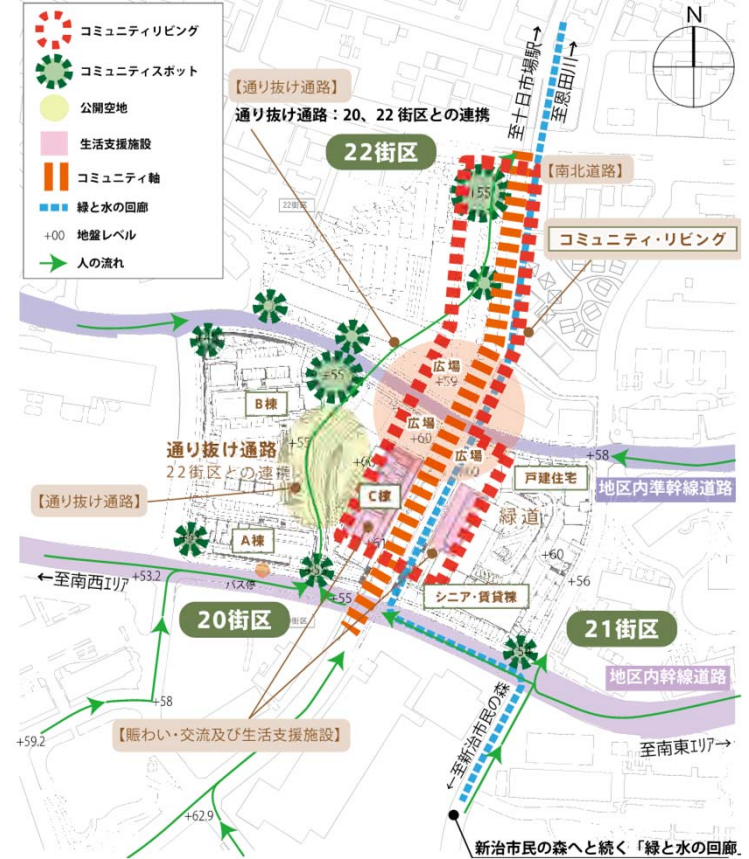 コミュニティリビング
コミュニティスポット
公開空地
生活支援施設
コミュニティ軸
緑と水の回廊
+00 地盤レベル
人の流れ
N
至十日市場駅→
至恩田川→
【通り抜け通路】
通り抜け通路：20、22街区との連携
22街区
22街区
+55
【南北道路】
コミュニティ・リビング
広場
+59
広場
+60
広場
+55
B棟
通り抜け通路
22街区との連携
+55
【通り抜け通路】
C棟
+61
+58
戸建住宅
地区内準幹線道路
緑道
+60
+56
A棟
バス停
←至南西エリア
+53.2
+55
20街区
シニア・賃貸棟
21街区
地区内幹線道路
+58
+59.2
【賑わい・交流及び生活支援施設】
←至新治市民の森
至南東エリア→
+62.9
新治市民の森へと続く「緑と水の回廊」